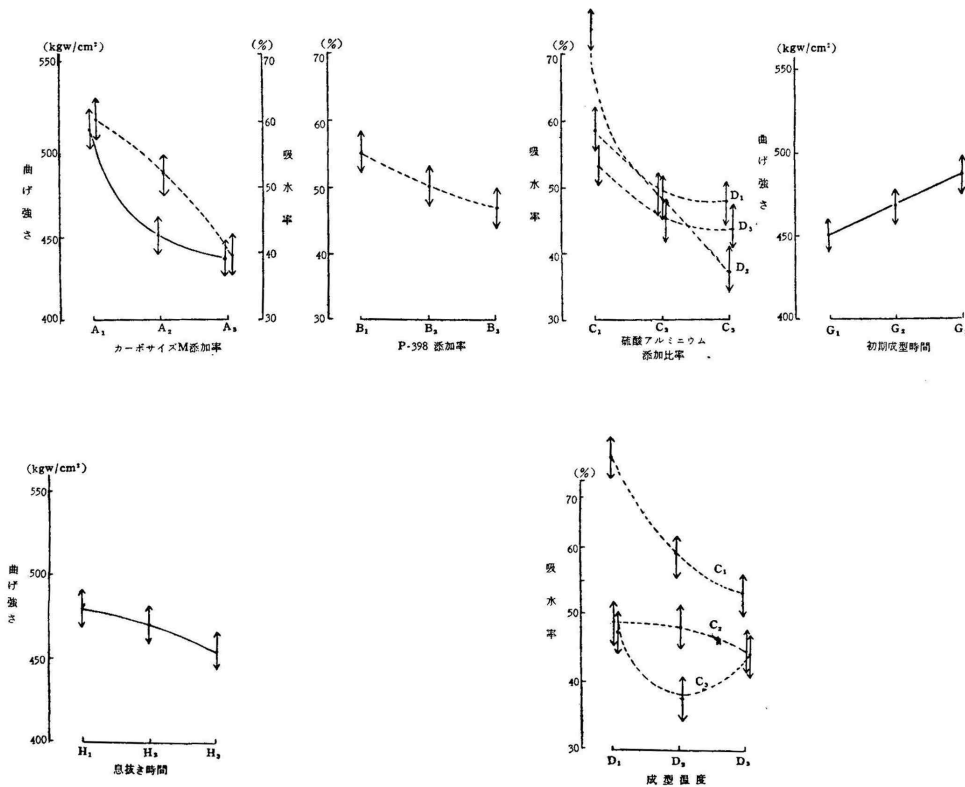 (kgw/cm²)
550
500
450
400
曲げ強さ
A₁
A₂
A₃
カーボサイズM添加率
(%)
70
60
50
40
30
吸水率
(%)
70
60
50
40
30
B₁
B₂
B₃
P-398 添加率
(%)
70
60
50
40
30
吸水率
D₁
D₃
D₂
C₁
C₂
C₃
硫酸アルミニウム
添加比率
(kgw/cm²)
550
500
450
400
曲げ強さ
G₁
G₂
G
初期成型時間
(kgw/cm²)
550
500
450
400
曲げ強さ
H₁
H₂
H₃
息抜き時間
(%)
70
60
50
40
30
吸水率
C₁
C₂
C₃
D₁
D₂
D₃
成型温度